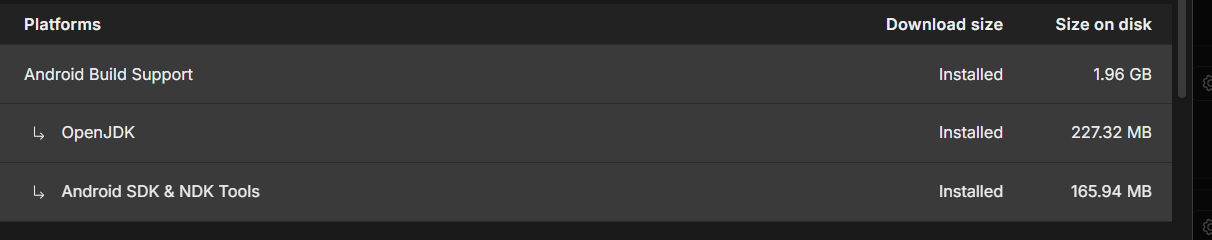 Platforms Download size Size on disk
Android Build Support Installed 1.96 GB
OpenJDK Installed 227.32 MB
Android SDK & NDK Tools Installed 165.94 MB